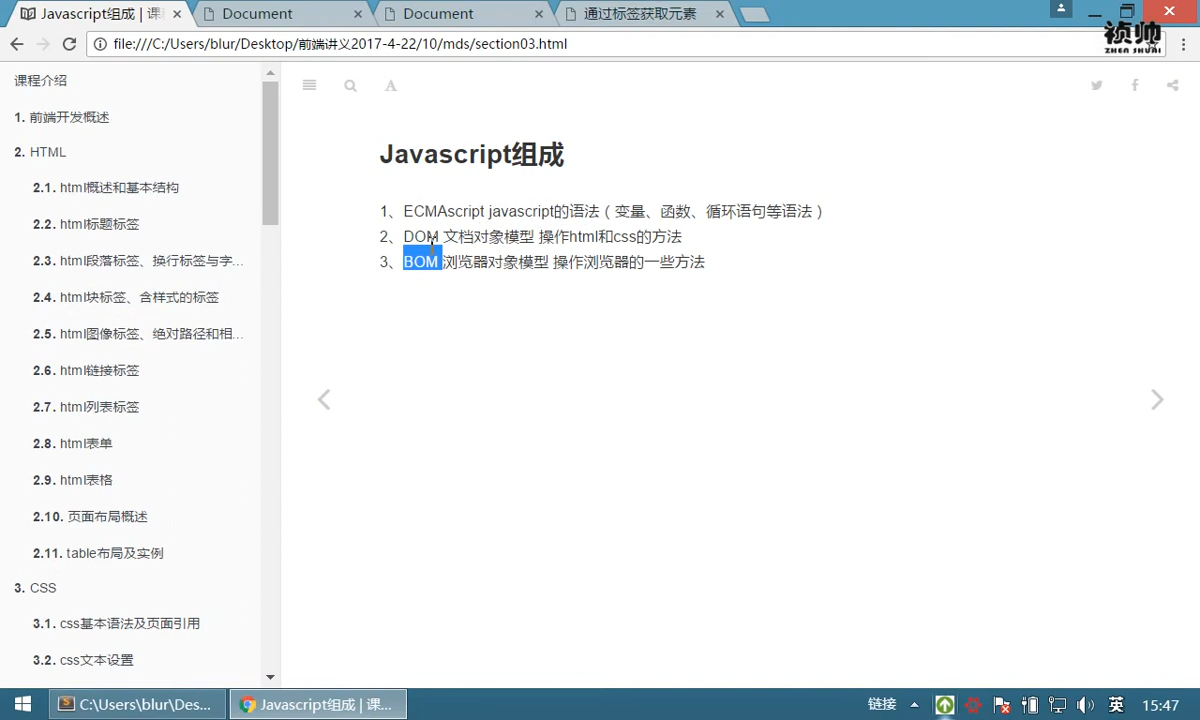 Javascript组成 | 课
Document
Document
通过标签获取元素
file:///C:/Users/blur/Desktop/前端讲义2017-4-22/10/mds/section03.html
祯帅
ZHEN SHUAI
课程介绍
1. 前端开发概述
2. HTML
2.1. html概述和基本结构
2.2. html标题标签
2.3. html段落标签、换行标签与字...
2.4. html块标签、含样式的标签
2.5. html图像标签、绝对路径和相...
2.6. html链接标签
2.7. html列表标签
2.8. html表单
2.9. html表格
2.10. 页面布局概述
2.11. table布局及实例
3. CSS
3.1. css基本语法及页面引用
3.2. css文本设置
A
Javascript组成
1、ECMAscript javascript的语法（变量、函数、循环语句等语法）
2、DOM 文档对象模型 操作html和css的方法
3、BOM 浏览器对象模型 操作浏览器的一些方法
C:\Users\blur\Des...
Javascript组成 | 课...
链接
英
15:47